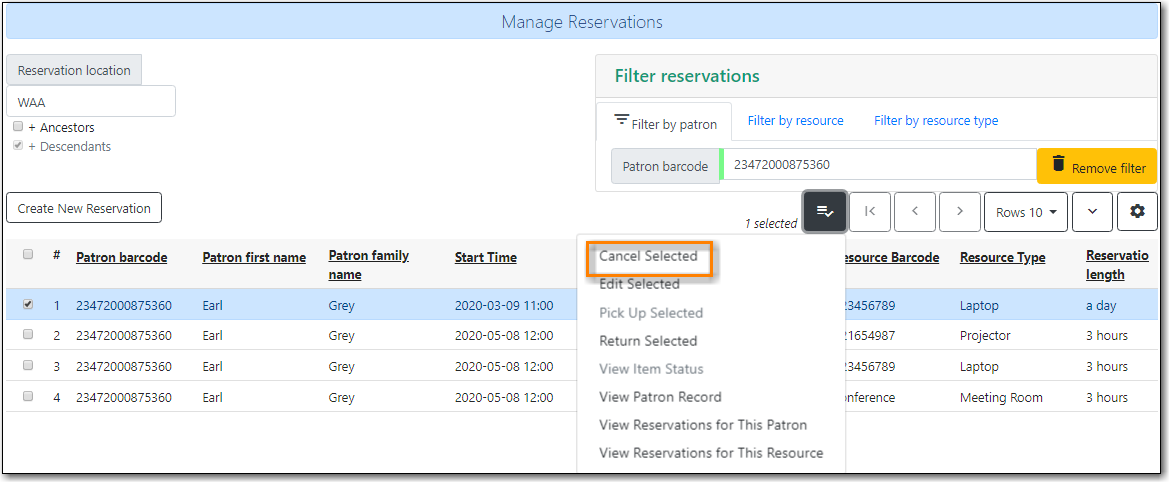 Manage Reservations
Reservation location
WAA
+ Ancestors
+ Descendants
Filter reservations
Filter by patron
Filter by resource
Filter by resource type
Patron barcode
23472000875360
Remove filter
Create New Reservation
1 selected
Rows 10
# Patron barcode Patron first name Patron family name Start Time esource Barcode Resource Type Reservatio length
1 23472000875360 Earl Grey 2020-03-09 11:00 23456789 Laptop a day
2 23472000875360 Earl Grey 2020-05-08 12:00 21654987 Projector 3 hours
3 23472000875360 Earl Grey 2020-05-08 12:00 23456789 Laptop 3 hours
4 23472000875360 Earl Grey 2020-05-08 12:00 onference Meeting Room 3 hours
Cancel Selected
Edit Selected
Pick Up Selected
Return Selected
View Item Status
View Patron Record
View Reservations for This Patron
View Reservations for This Resource